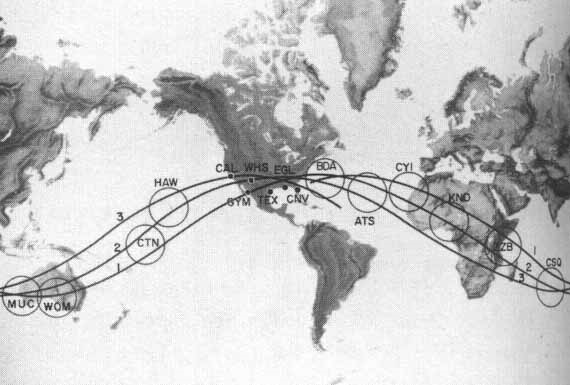 CAL
WHS
EGL
BDA
CYI
HAW
GYM
TEX
CNV
ATS
KNO
3
CTN
2
1
ZZB
1
CSQ
2
3
MUC
WOM